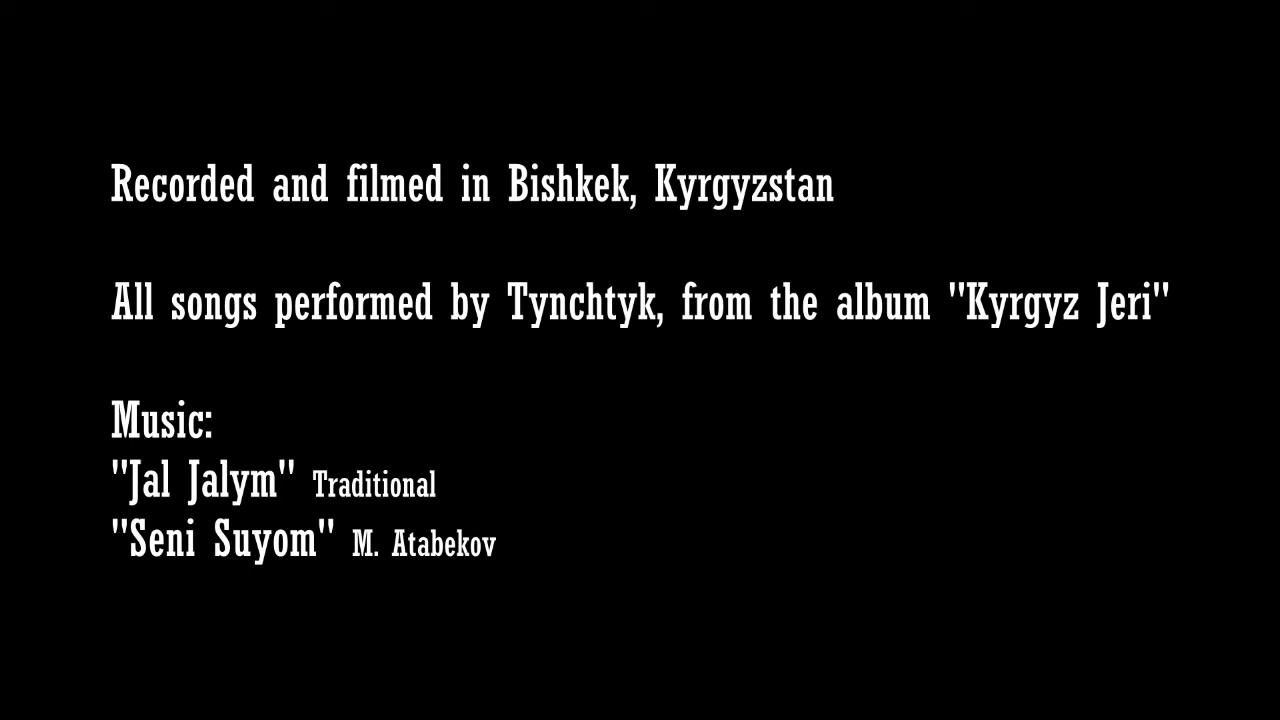 Recorded and filmed in Bishkek, Kyrgyzstan
All songs performed by Tynchtyk, from the album "Kyrgyz Jeri"
Music:
"Jal Jalym" Traditional
"Seni Suyom" M. Atabekov